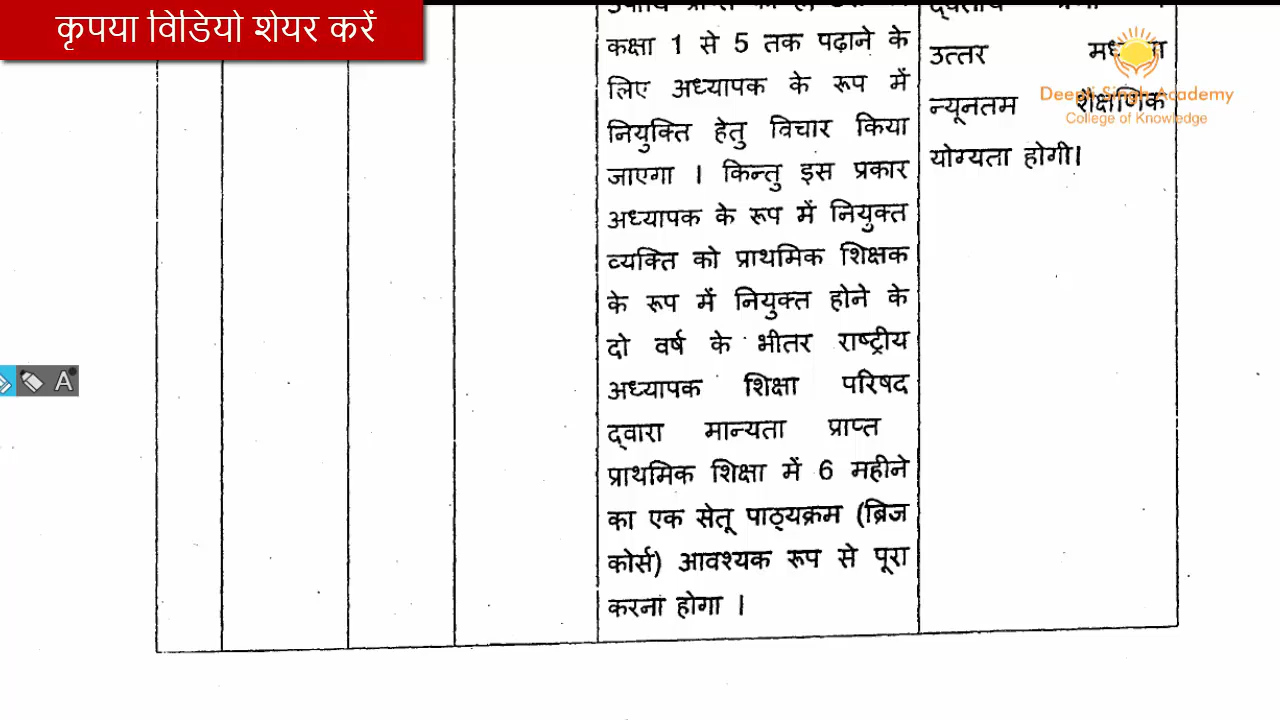 कृपया विडियो शेयर करें
कक्षा 1 से 5 तक पढ़ाने के
लिए अध्यापक के रूप में
नियुक्ति हेतु विचार किया
जाएगा । किन्तु इस प्रकार
अध्यापक के रूप में नियुक्त
व्यक्ति को प्राथमिक शिक्षक
के रूप में नियुक्त होने के
दो वर्ष के भीतर राष्ट्रीय
अध्यापक शिक्षा परिषद
द्वारा मान्यता प्राप्त
प्राथमिक शिक्षा में 6 महीने
का एक सेतू पाठ्यक्रम (ब्रिज
कोर्स) आवश्यक रूप से पूरा
करना होगा ।
उत्तर
न्यूनतम शैक्षणिक
योग्यता होगी।
Deepti Singh Academy
College of Knowledge
A